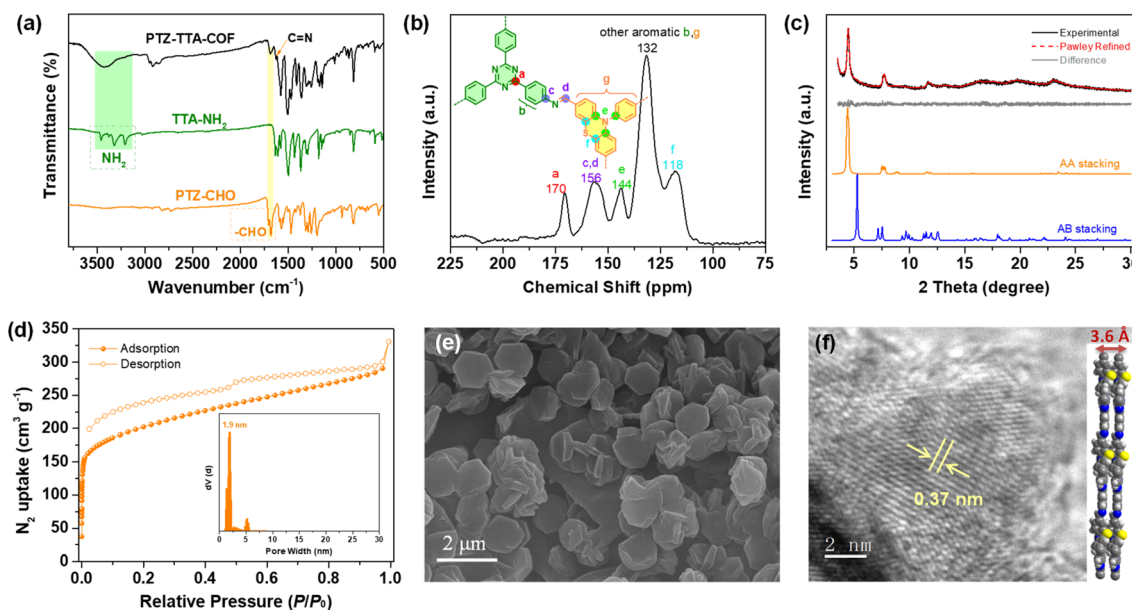 (a)
PTZ-TTA-COF
C=N
TTA-NH₂
NH₂
PTZ-CHO
-CHO
Transmittance (%)
3500 3000 2500 2000 1500 1000 500
Wavenumber (cm⁻¹)
(b)
other aromatic b,g
132
a
g
c d
b
N
N
N
N
e
N
S
f
a
170
c,d
156
e
144
f
118
Intensity (a.u.)
225 200 175 150 125 100 75
Chemical Shift (ppm)
(c)
Experimental
Pawley Refined
Difference
AA stacking
AB stacking
Intensity (a.u.)
5 10 15 20 25 30
2 Theta (degree)
(d)
Adsorption
Desorption
350
300
250
200
150
100
50
0
N₂ uptake (cm³ g⁻¹)
1.9 nm
dV (d)
0 5 10 15 20 25 30
Pore Width (nm)
0.0 0.2 0.4 0.6 0.8 1.0
Relative Pressure (P/P₀)
(e)
2 μm
(f)
3.6 Å
0.37 nm
2 nm